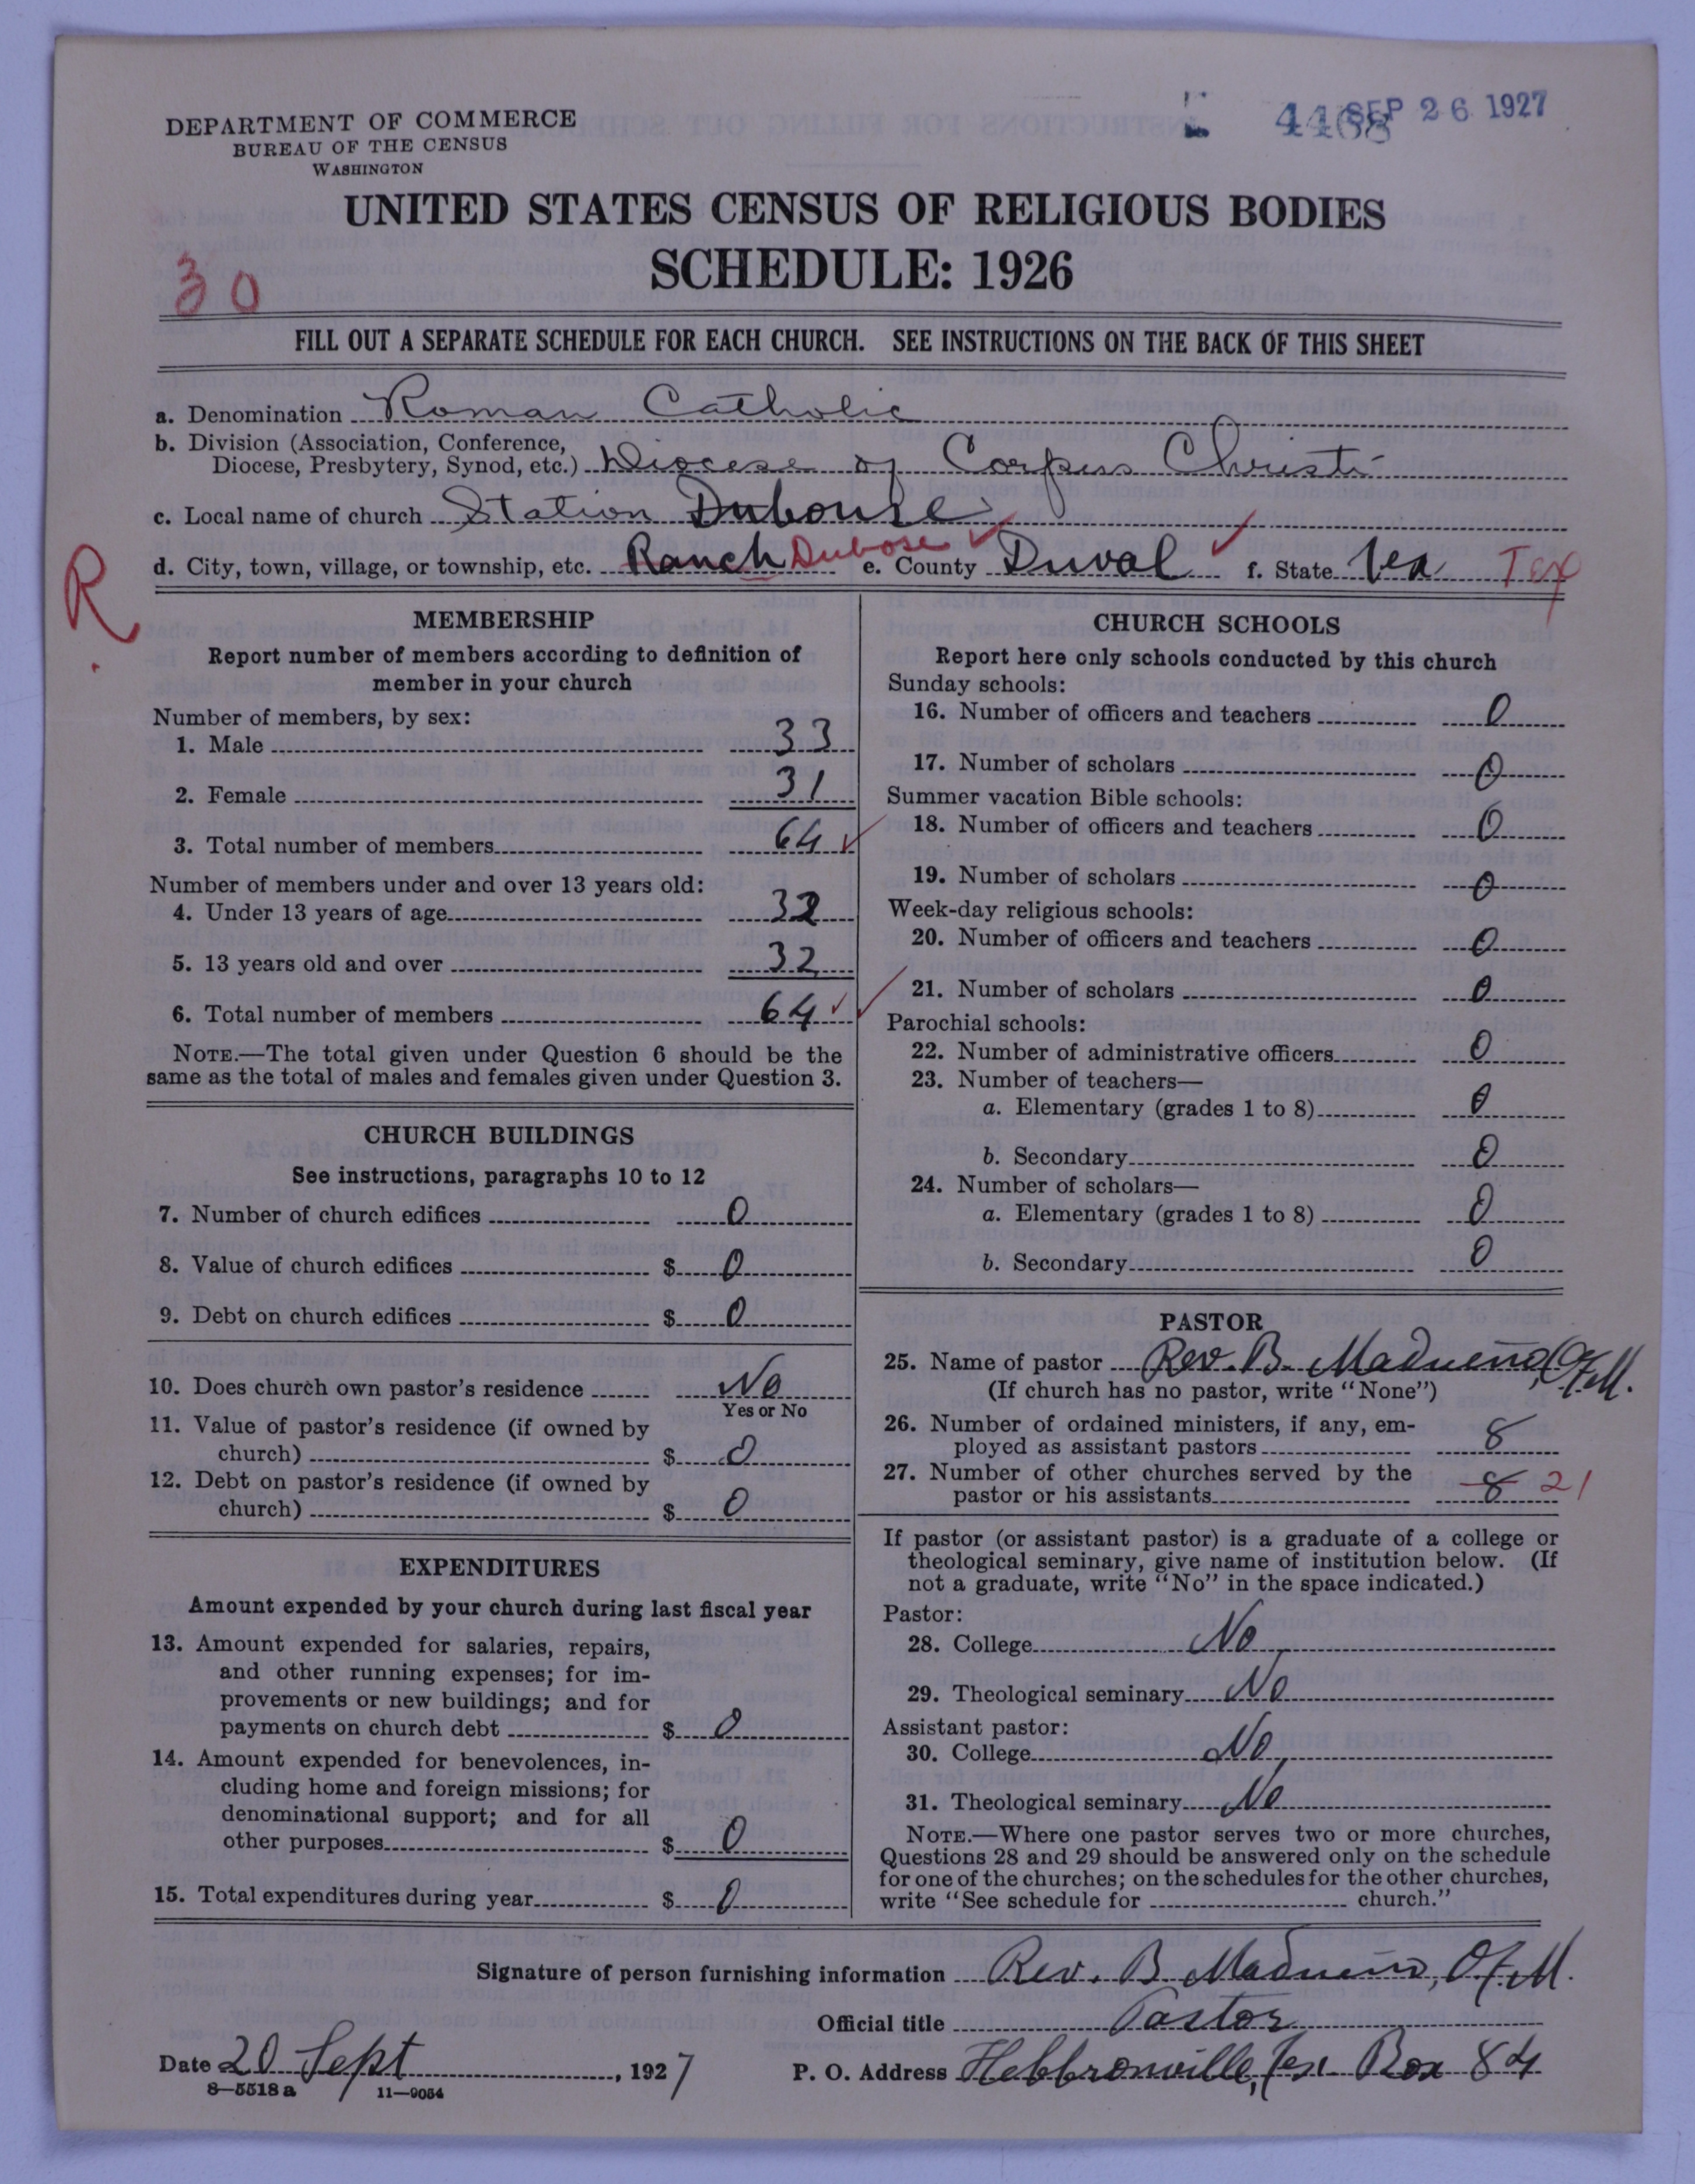 DEPARTMENT OF COMMERCE
BUREAU OF THE CENSUS
WASHINGTON
SEP 26 1927
UNITED STATES CENSUS OF RELIGIOUS BODIES
SCHEDULE: 1926
30
FILL OUT A SEPARATE SCHEDULE FOR EACH CHURCH. SEE INSTRUCTIONS ON THE BACK OF THIS SHEET
a. Denomination Roman Catholic
b. Division (Association, Conference,
Diocese, Presbytery, Synod, etc.) Diocese of Corpus Christi
c. Local name of church Station Dubouse
d. City, town, village, or township, etc. Ranch Dubose e. County Duval f. State Tex Tex
R
MEMBERSHIP
Report number of members according to definition of
member in your church
Number of members, by sex:
1. Male 33
2. Female 31
3. Total number of members 64
Number of members under and over 13 years old:
4. Under 13 years of age 32
5. 13 years old and over 32
6. Total number of members 64
NOTE.—The total given under Question 6 should be the
same as the total of males and females given under Question 3.
CHURCH BUILDINGS
See instructions, paragraphs 10 to 12
7. Number of church edifices 0
8. Value of church edifices $ 0
9. Debt on church edifices $ 0
10. Does church own pastor's residence No
Yes or No
11. Value of pastor's residence (if owned by
church) $ 0
12. Debt on pastor's residence (if owned by
church) $ 0
EXPENDITURES
Amount expended by your church during last fiscal year
13. Amount expended for salaries, repairs,
and other running expenses; for im-
provements or new buildings; and for
payments on church debt $ 0
14. Amount expended for benevolences, in-
cluding home and foreign missions; for
denominational support; and for all
other purposes $ 0
15. Total expenditures during year $ 0
CHURCH SCHOOLS
Report here only schools conducted by this church
Sunday schools:
16. Number of officers and teachers 0
17. Number of scholars 0
Summer vacation Bible schools:
18. Number of officers and teachers 0
19. Number of scholars 0
Week-day religious schools:
20. Number of officers and teachers 0
21. Number of scholars 0
Parochial schools:
22. Number of administrative officers 0
23. Number of teachers—
a. Elementary (grades 1 to 8) 0
b. Secondary 0
24. Number of scholars—
a. Elementary (grades 1 to 8) 0
b. Secondary 0
PASTOR
25. Name of pastor Rev. B. Madueño, O.F.M.
(If church has no pastor, write "None")
26. Number of ordained ministers, if any, em-
ployed as assistant pastors 8
27. Number of other churches served by the
pastor or his assistants 8 21
If pastor (or assistant pastor) is a graduate of a college or
theological seminary, give name of institution below. (If
not a graduate, write "No" in the space indicated.)
Pastor:
28. College No
29. Theological seminary No
Assistant pastor:
30. College No
31. Theological seminary No
NOTE.—Where one pastor serves two or more churches,
Questions 28 and 29 should be answered only on the schedule
for one of the churches; on the schedules for the other churches,
write "See schedule for church."
Signature of person furnishing information Rev. B Madueño, O.F.M.
Official title Pastor
Date 20 Sept, 1927 P. O. Address Hebbronville, Tex. Box 84
8—5518 a 11—9054